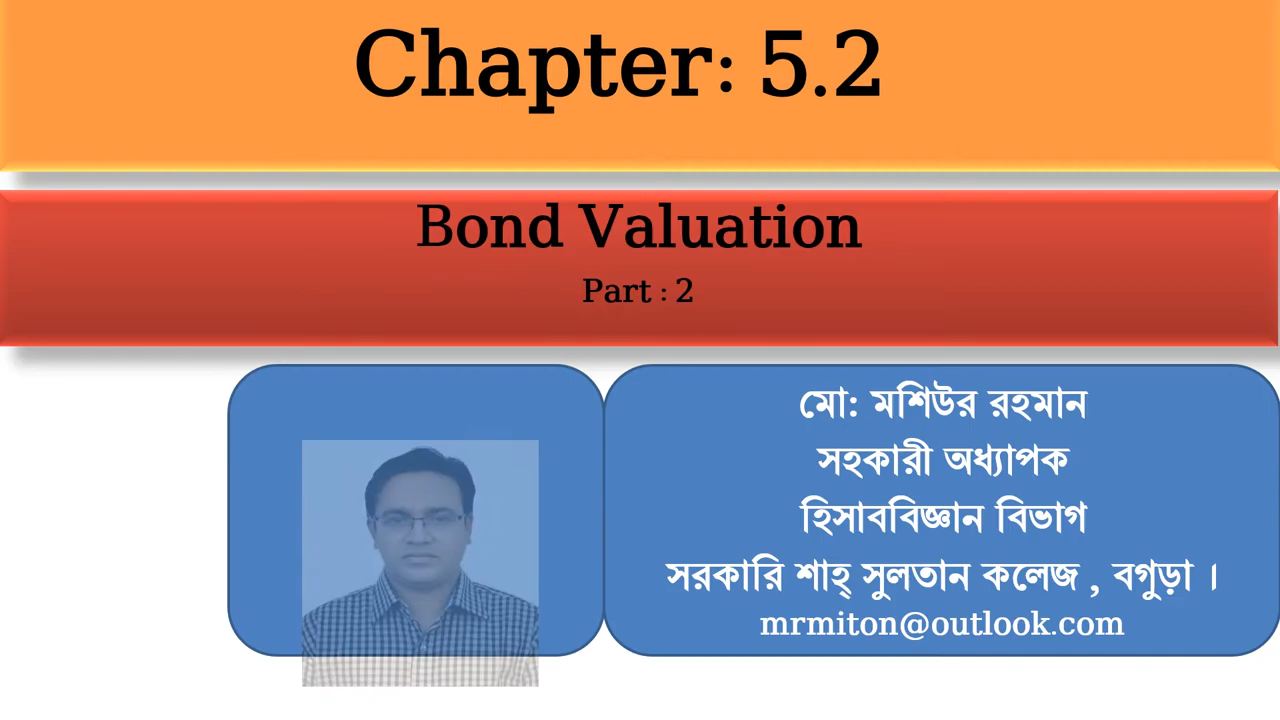 Chapter: 5.2
Bond Valuation
Part : 2
মো: মশিউর রহমান
সহকারী অধ্যাপক
হিসাববিজ্ঞান বিভাগ
সরকারি শাহ্ সুলতান কলেজ , বগুড়া ।
mrmiton@outlook.com